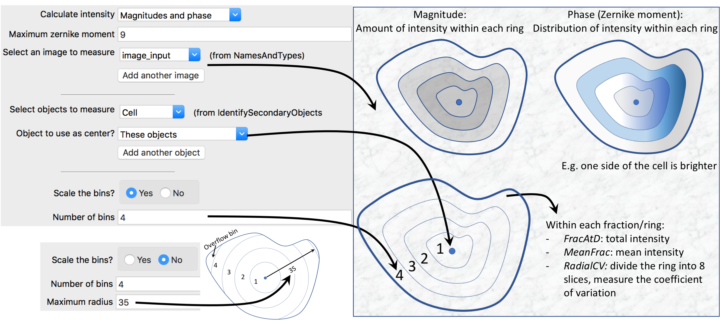 Calculate intensity Magnitudes and phase
Maximum zernike moment 9
Select an image to measure image_input (from NamesAndTypes)
Add another image
Select objects to measure Cell (from IdentifySecondaryObjects
Object to use as center? These objects
Add another object
Scale the bins? Yes No
Number of bins 4
Scale the bins? Yes No
Number of bins 4
Maximum radius 35
Overflow bin
4 3 2 1 35
Magnitude:
Amount of intensity within each ring
Phase (Zernike moment):
Distribution of intensity within each ring
E.g. one side of the cell is brighter
1
2
3
4
Within each fraction/ring:
- FracAtD: total intensity
- MeanFrac: mean intensity
- RadialCV: divide the ring into 8
slices, measure the coefficient
of variation